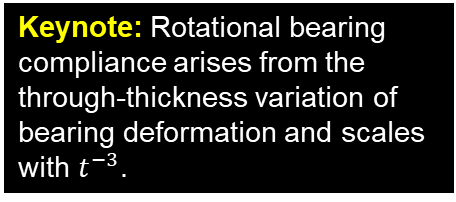 Keynote: Rotational bearing
compliance arises from the
through-thickness variation of
bearing deformation and scales
with t⁻³.